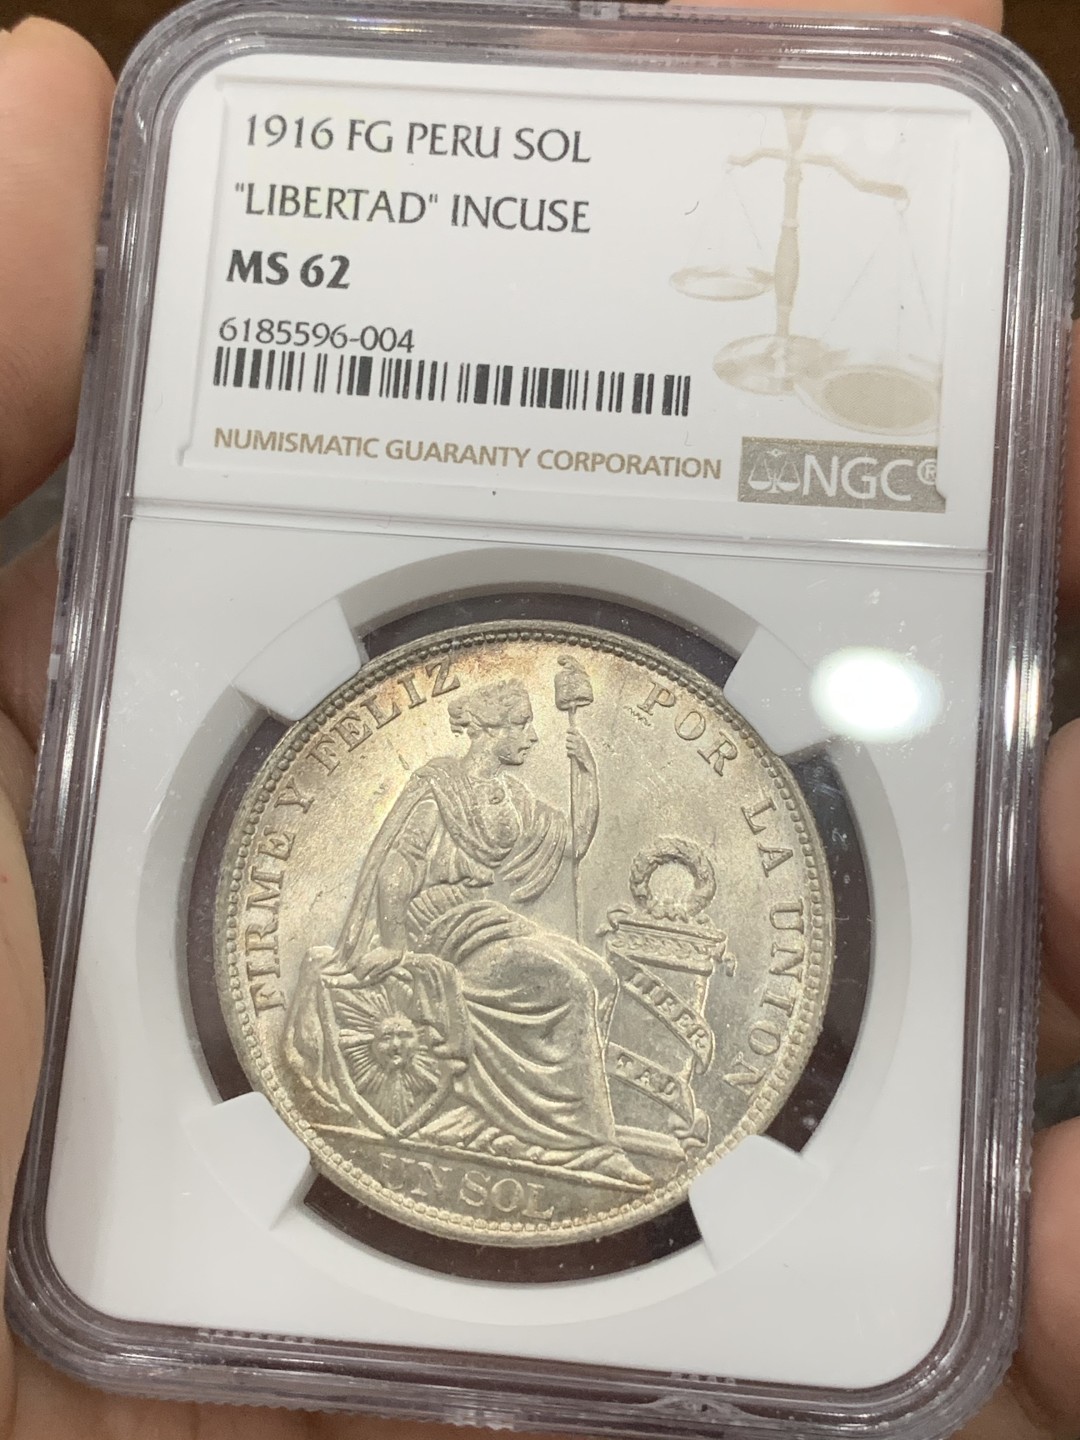 1916 FG PERU SOL
"LIBERTAD" INCUSE
MS 62
6185596-004
NUMISMATIC GUARANTY CORPORATION
NGC®
FIRME Y FELIZ POR LA UNION
LIBER
TAD
UN SOL